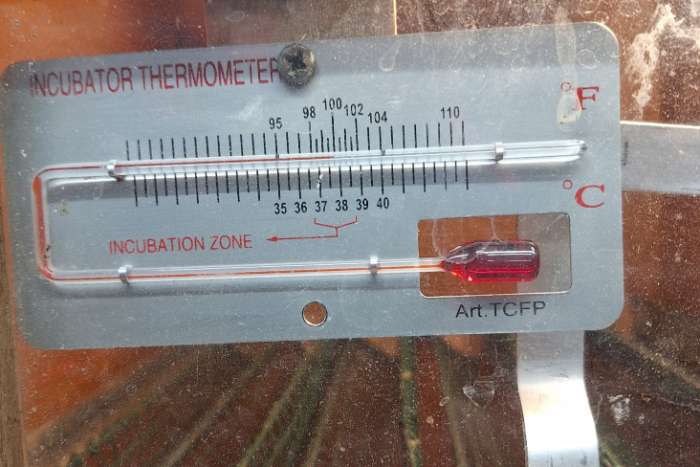 INCUBATOR THERMOMETER
°F
95 98 100 102 104 110
°C
35 36 37 38 39 40
INCUBATION ZONE
Art.TCFP